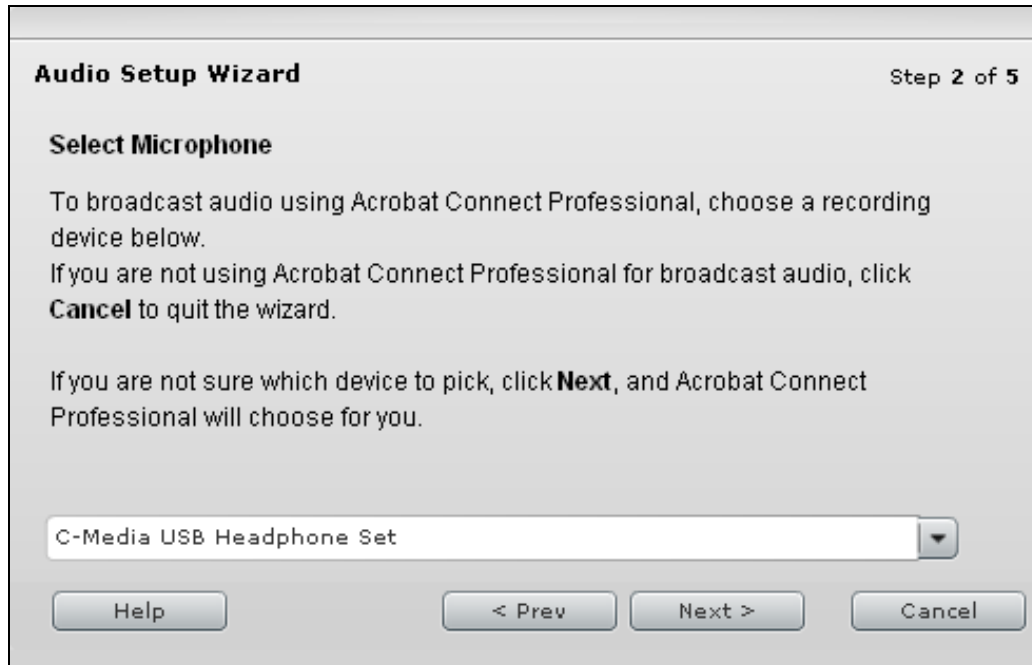 Audio Setup Wizard
Step 2 of 5
Select Microphone
To broadcast audio using Acrobat Connect Professional, choose a recording
device below.
If you are not using Acrobat Connect Professional for broadcast audio, click
Cancel to quit the wizard.
If you are not sure which device to pick, click Next, and Acrobat Connect
Professional will choose for you.
C-Media USB Headphone Set
Help
< Prev
Next >
Cancel